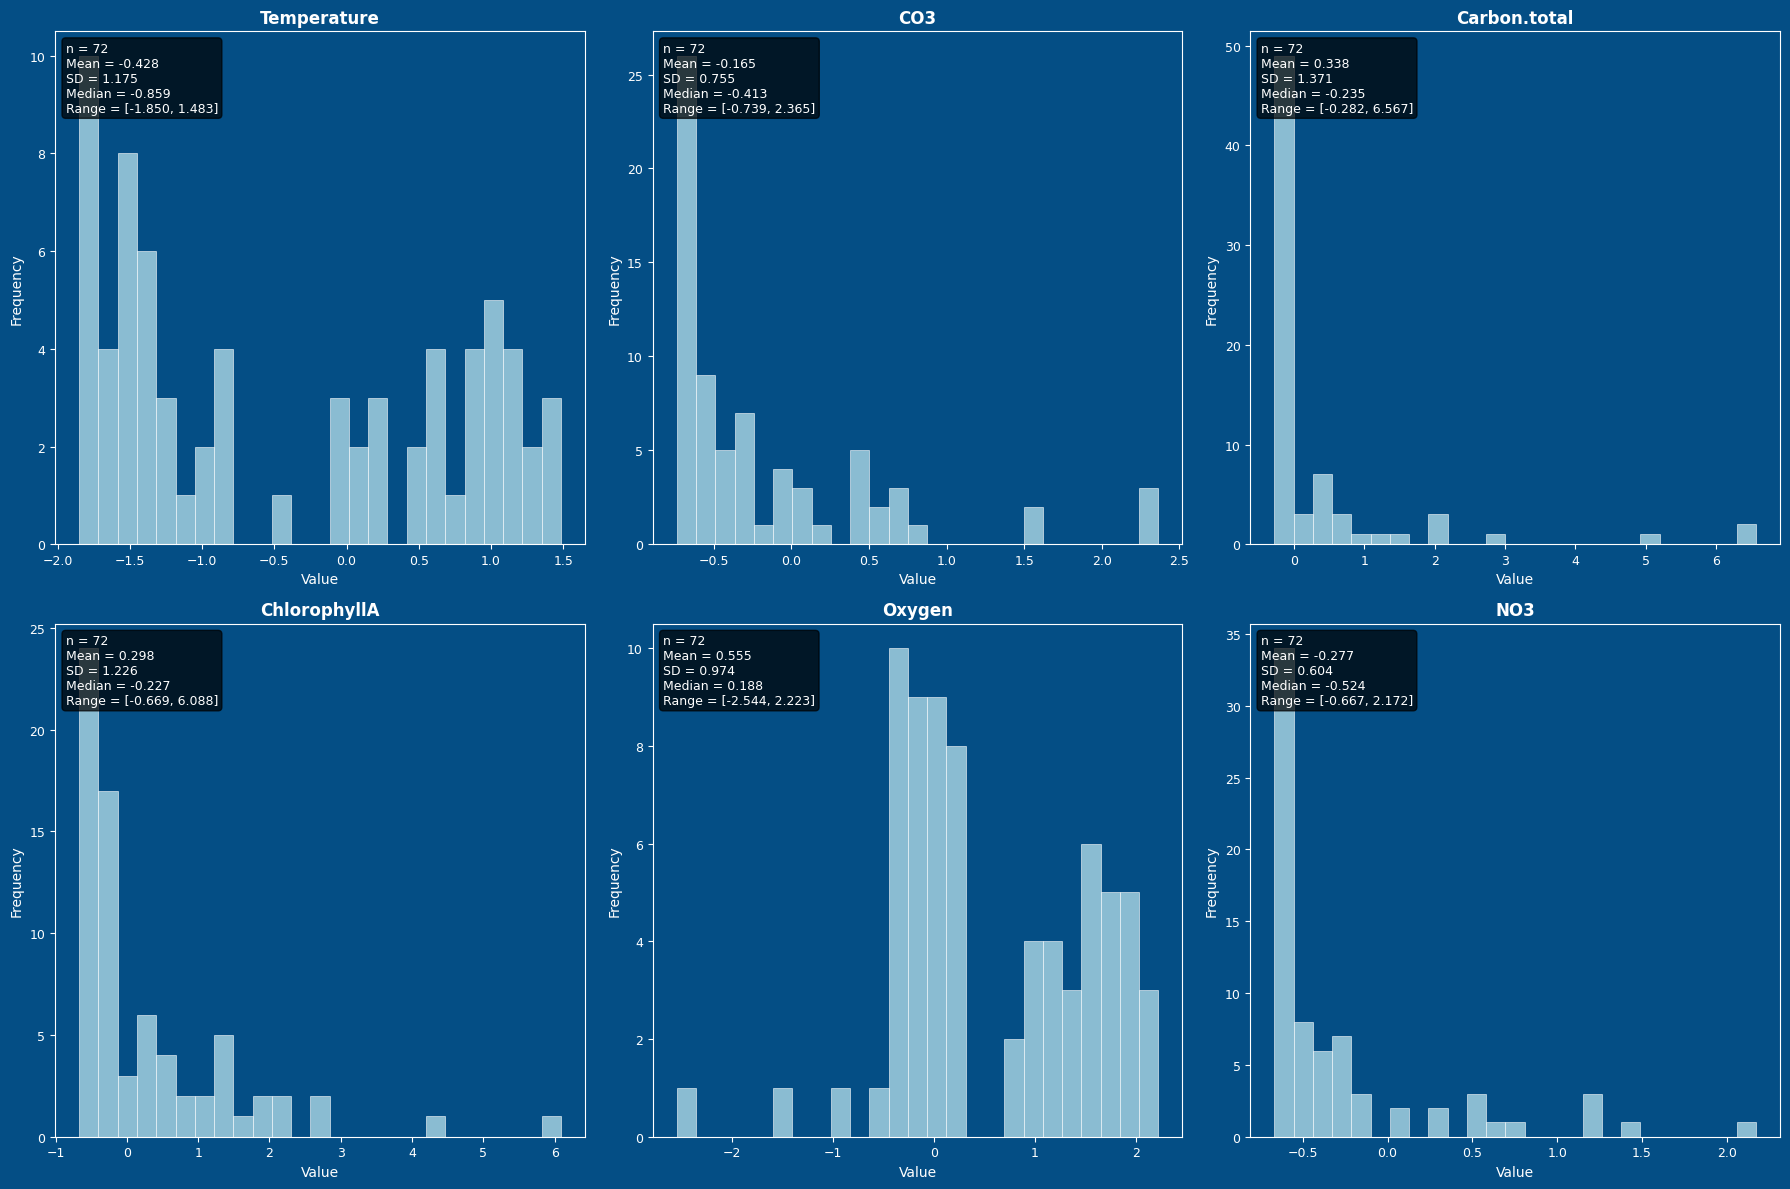 Temperature
n = 72
Mean = -0.428
SD = 1.175
Median = -0.859
Range = [-1.850, 1.483]
Frequency
10
8
6
4
2
0
−2.0 −1.5 −1.0 −0.5 0.0 0.5 1.0 1.5
Value
CO3
n = 72
Mean = -0.165
SD = 0.755
Median = -0.413
Range = [-0.739, 2.365]
Frequency
25
20
15
10
5
0
−0.5 0.0 0.5 1.0 1.5 2.0 2.5
Value
Carbon.total
n = 72
Mean = 0.338
SD = 1.371
Median = -0.235
Range = [-0.282, 6.567]
Frequency
50
40
30
20
10
0
0 1 2 3 4 5 6
Value
ChlorophyllA
n = 72
Mean = 0.298
SD = 1.226
Median = -0.227
Range = [-0.669, 6.088]
Frequency
25
20
15
10
5
0
−1 0 1 2 3 4 5 6
Value
Oxygen
n = 72
Mean = 0.555
SD = 0.974
Median = 0.188
Range = [-2.544, 2.223]
Frequency
10
8
6
4
2
0
−2 −1 0 1 2
Value
NO3
n = 72
Mean = -0.277
SD = 0.604
Median = -0.524
Range = [-0.667, 2.172]
Frequency
35
30
25
20
15
10
5
0
−0.5 0.0 0.5 1.0 1.5 2.0
Value